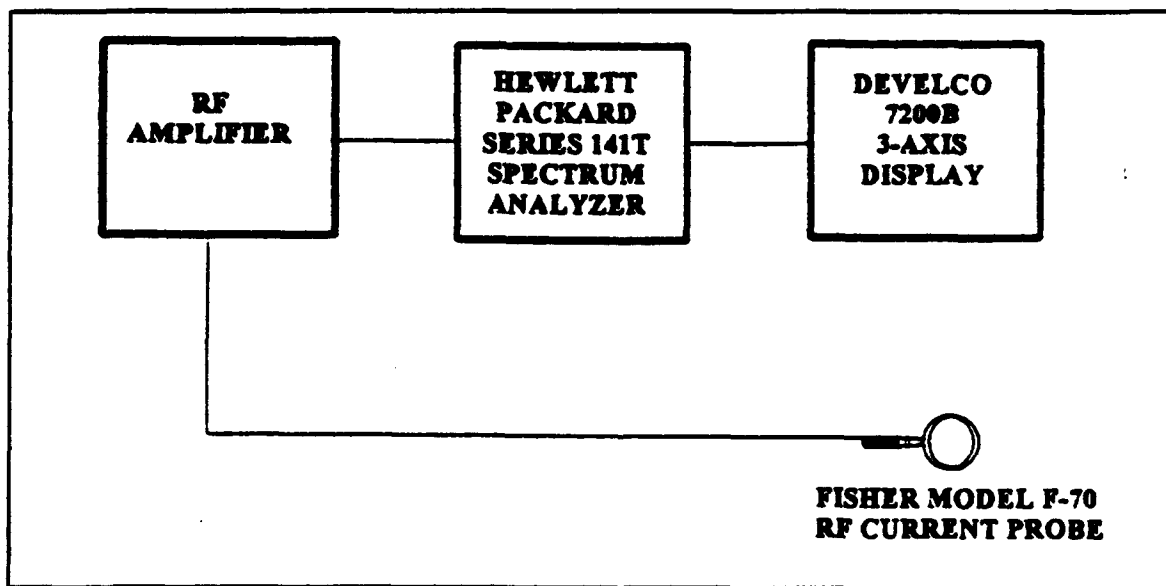 RF
AMPLIFIER
HEWLETT
PACKARD
SERIES 141T
SPECTRUM
ANALYZER
DEVELCO
7200B
3-AXIS
DISPLAY
FISHER MODEL F-70
RF CURRENT PROBE